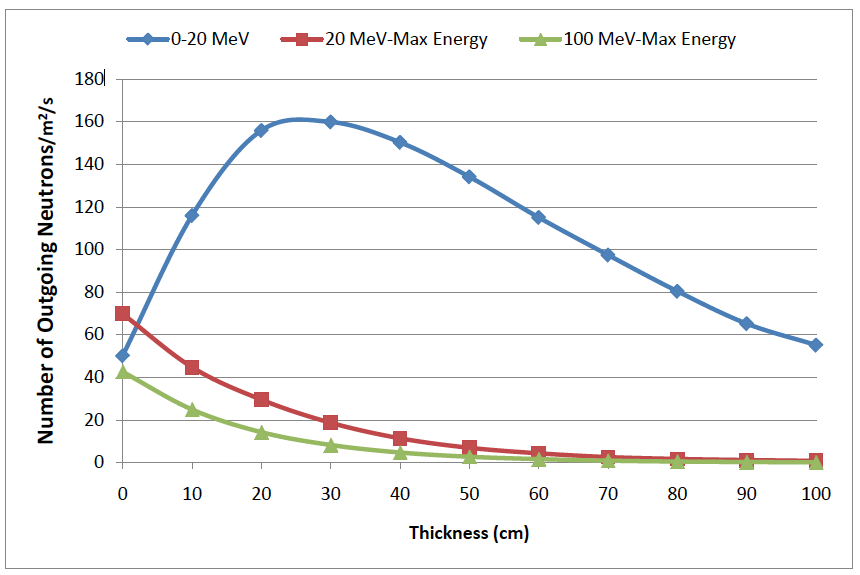 0-20 MeV 20 MeV-Max Energy 100 MeV-Max Energy
Number of Outgoing Neutrons/m²/s
180
160
140
120
100
80
60
40
20
0
0 10 20 30 40 50 60 70 80 90 100
Thickness (cm)